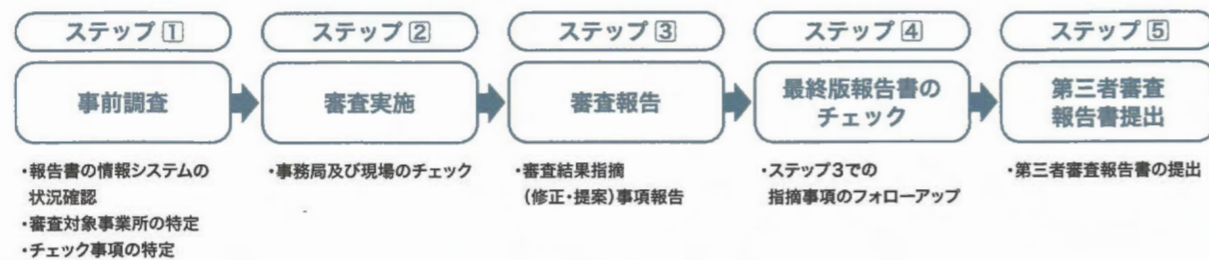 ステップ1
事前調査
・報告書の情報システムの
状況確認
・審査対象事業所の特定
・チェック事項の特定
ステップ2
審査実施
・事務局及び現場のチェック
ステップ3
審査報告
・審査結果指摘
(修正・提案)事項報告
ステップ4
最終版報告書の
チェック
・ステップ3での
指摘事項のフォローアップ
ステップ5
第三者審査
報告書提出
・第三者審査報告書の提出